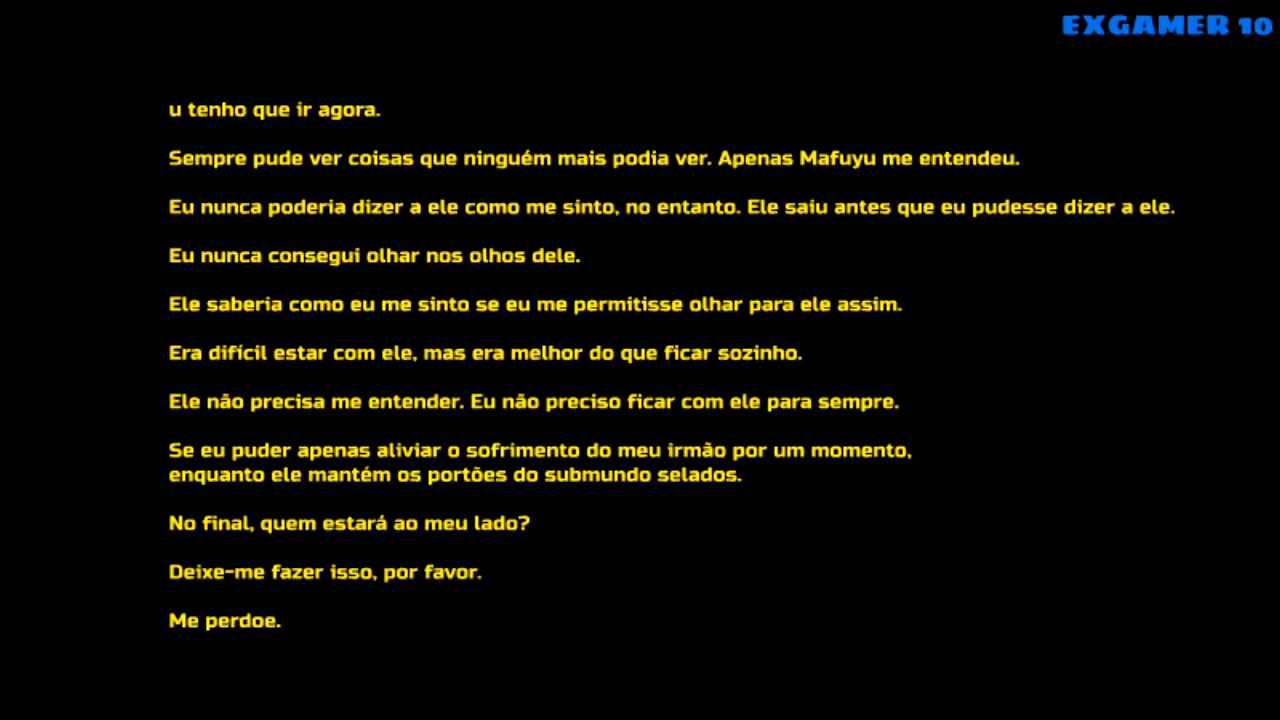 EXGAMER 10
u tenho que ir agora.
Sempre pude ver coisas que ninguém mais podia ver. Apenas Mafuyu me entendeu.
Eu nunca poderia dizer a ele como me sinto, no entanto. Ele saiu antes que eu pudesse dizer a ele.
Eu nunca consegui olhar nos olhos dele.
Ele saberia como eu me sinto se eu me permitisse olhar para ele assim.
Era difícil estar com ele, mas era melhor do que ficar sozinho.
Ele não precisa me entender. Eu não preciso ficar com ele para sempre.
Se eu puder apenas aliviar o sofrimento do meu irmão por um momento,
enquanto ele mantém os portões do submundo selados.
No final, quem estará ao meu lado?
Deixe-me fazer isso, por favor.
Me perdoe.